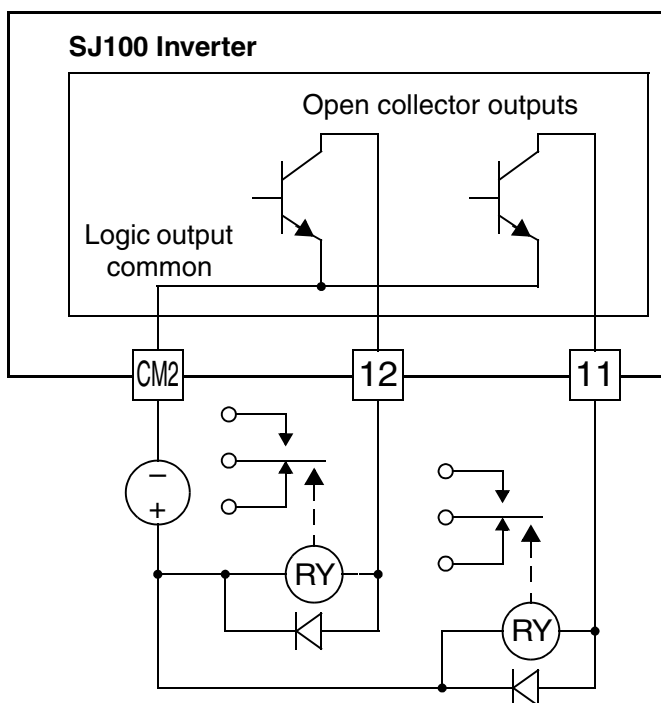 SJ100 Inverter
Open collector outputs
Logic output
common
CM2
12
11
−
+
RY
RY